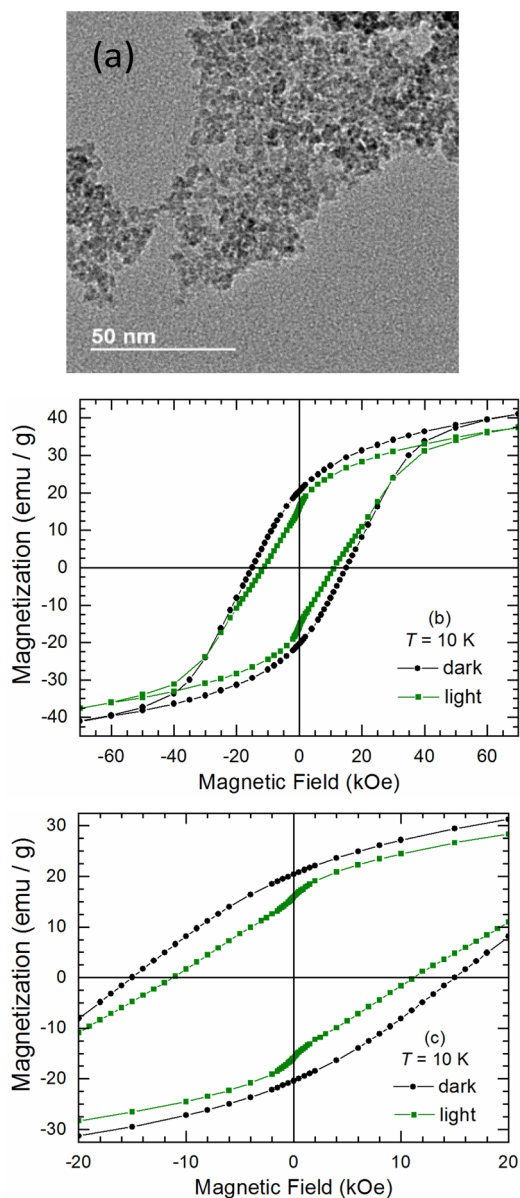 (a)
50 nm
40
30
20
10
0
-10
-20
-30
-40
Magnetization (emu / g)
(b)
T = 10 K
dark
light
-60 -40 -20 0 20 40 60
Magnetic Field (kOe)
30
20
10
0
-10
-20
-30
Magnetization (emu / g)
(c)
T = 10 K
dark
light
-20 -10 0 10 20
Magnetic Field (kOe)